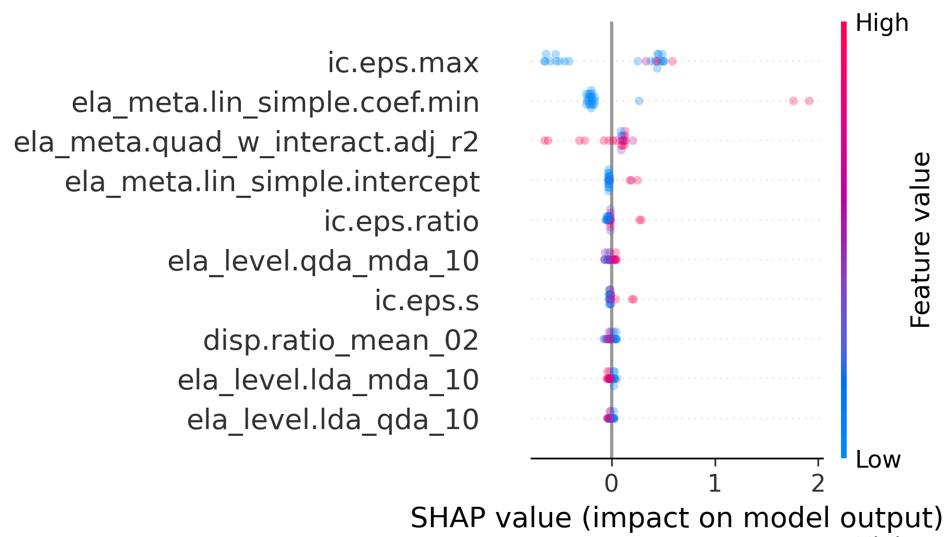 High
ic.eps.max
ela_meta.lin_simple.coef.min
ela_meta.quad_w_interact.adj_r2
ela_meta.lin_simple.intercept
ic.eps.ratio
ela_level.qda_mda_10
ic.eps.s
disp.ratio_mean_02
ela_level.lda_mda_10
ela_level.lda_qda_10
Feature value
Low
0 1 2
SHAP value (impact on model output)